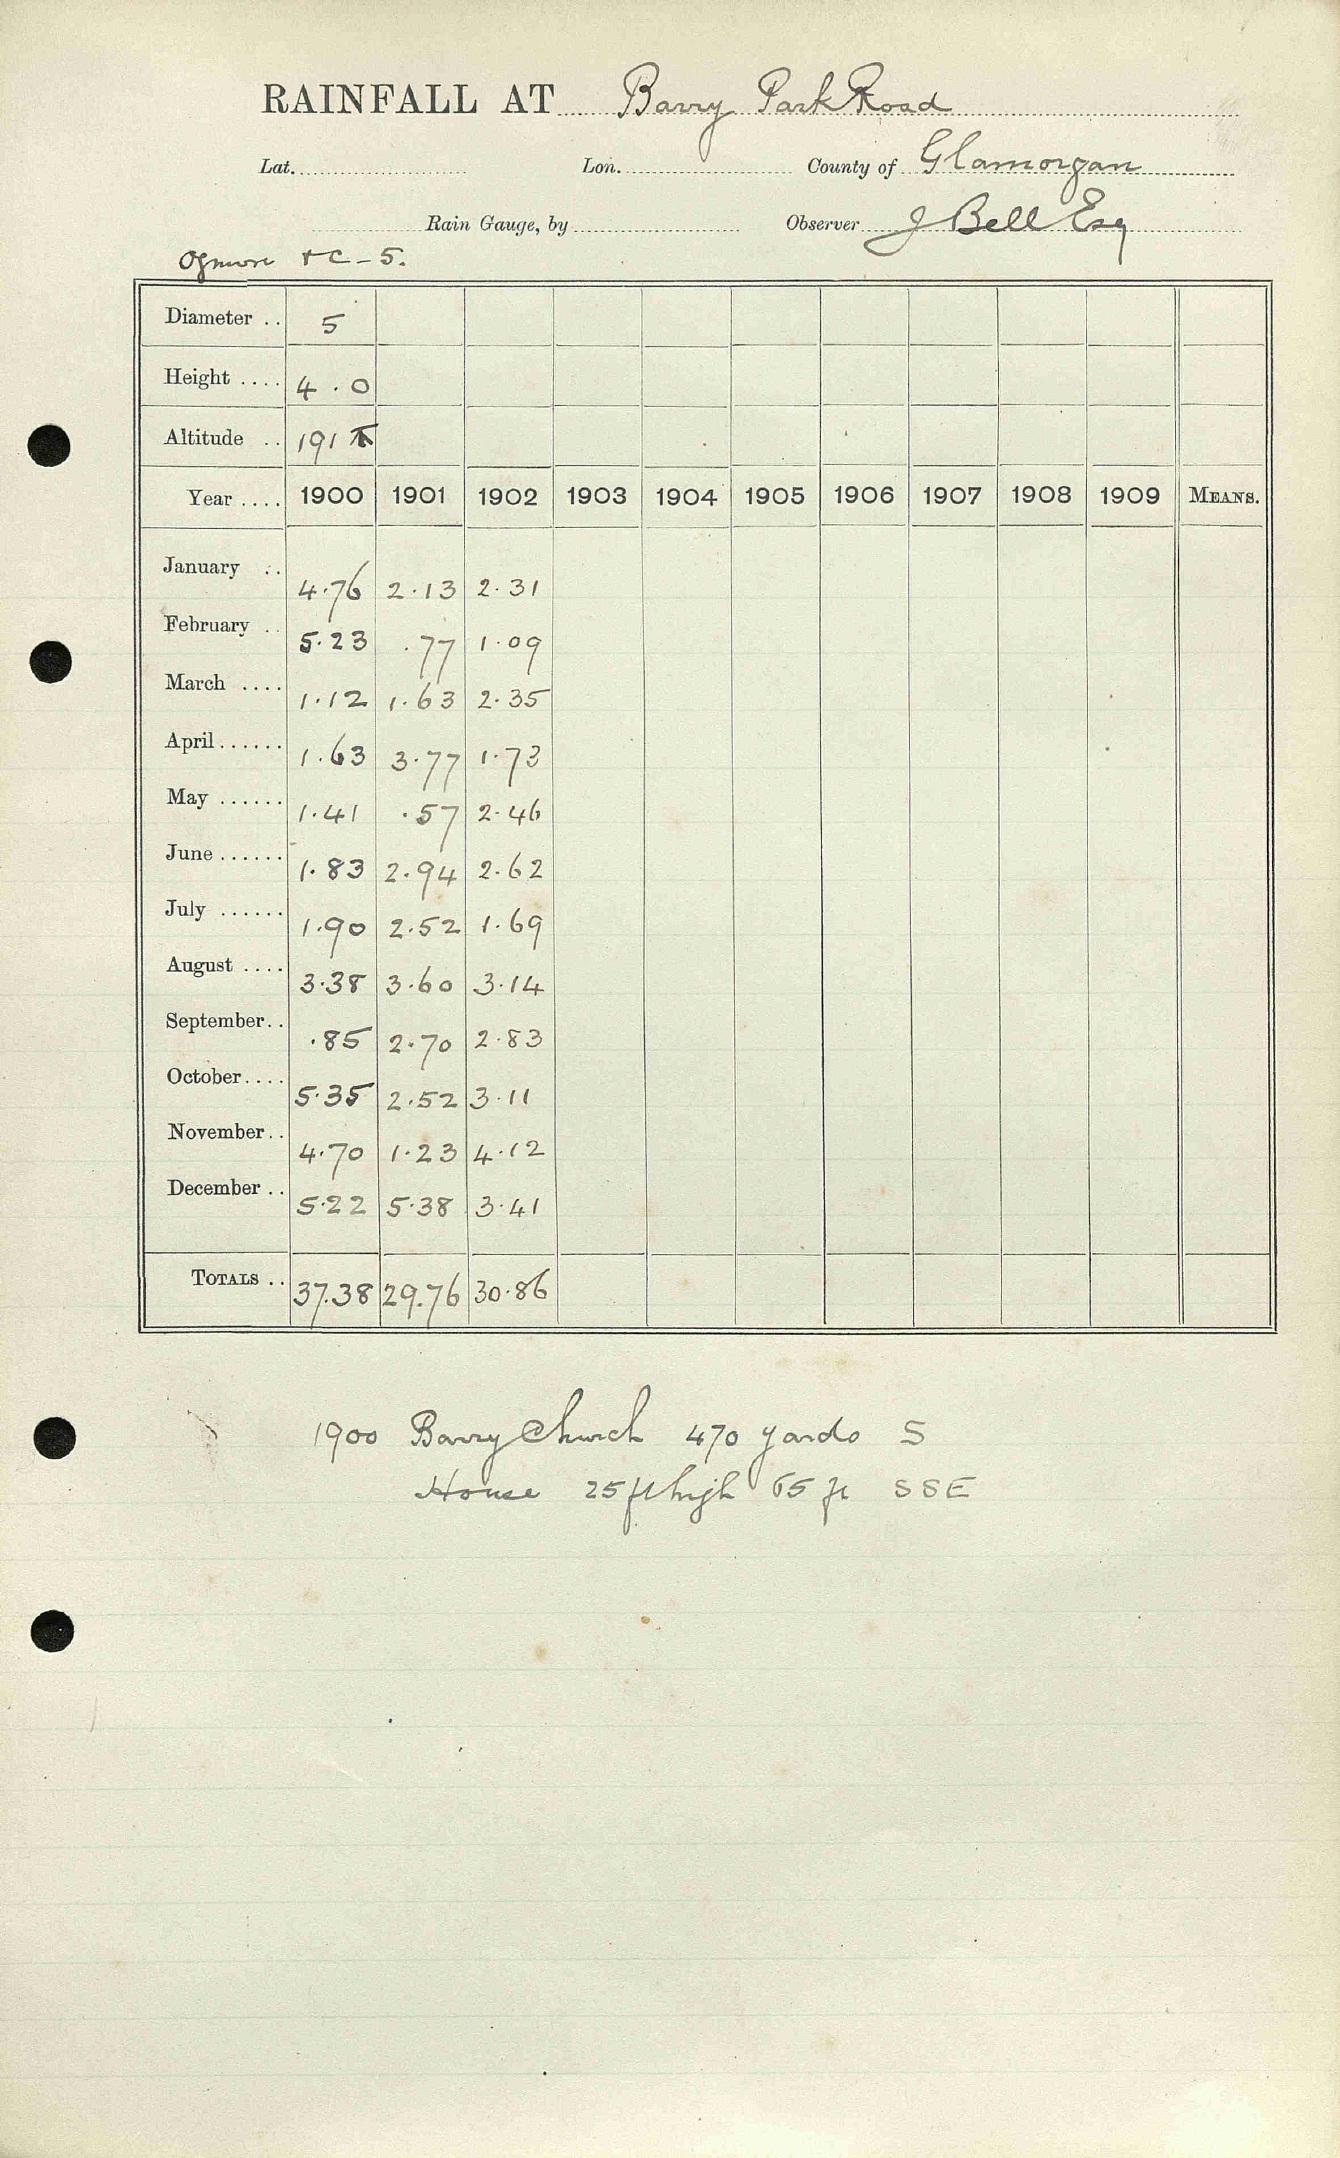 RAINFALL AT Barry Park Road
Lat. Lon. County of Glamorgan
Rain Gauge, by Observer J Bell Esq
Ogmore &c - 5.
Diameter .. 5
Height .... 4.0
Altitude .. 191
Year .... 1900 1901 1902 1903 1904 1905 1906 1907 1908 1909 MEANS.
January .. 4.76 2.13 2.31
February .. 5.23 .77 1.09
March .... 1.12 1.63 2.35
April ...... 1.63 3.77 1.73
May ...... 1.41 .57 2.46
June ...... 1.83 2.94 2.62
July ...... 1.90 2.52 1.69
August .... 3.38 3.60 3.14
September .. .85 2.70 2.83
October .... 5.35 2.52 3.11
November .. 4.70 1.23 4.12
December .. 5.22 5.38 3.41
TOTALS .. 37.38 29.76 30.86
1900 Barry Church 470 yards S
House 25 ft high 65 ft SSE